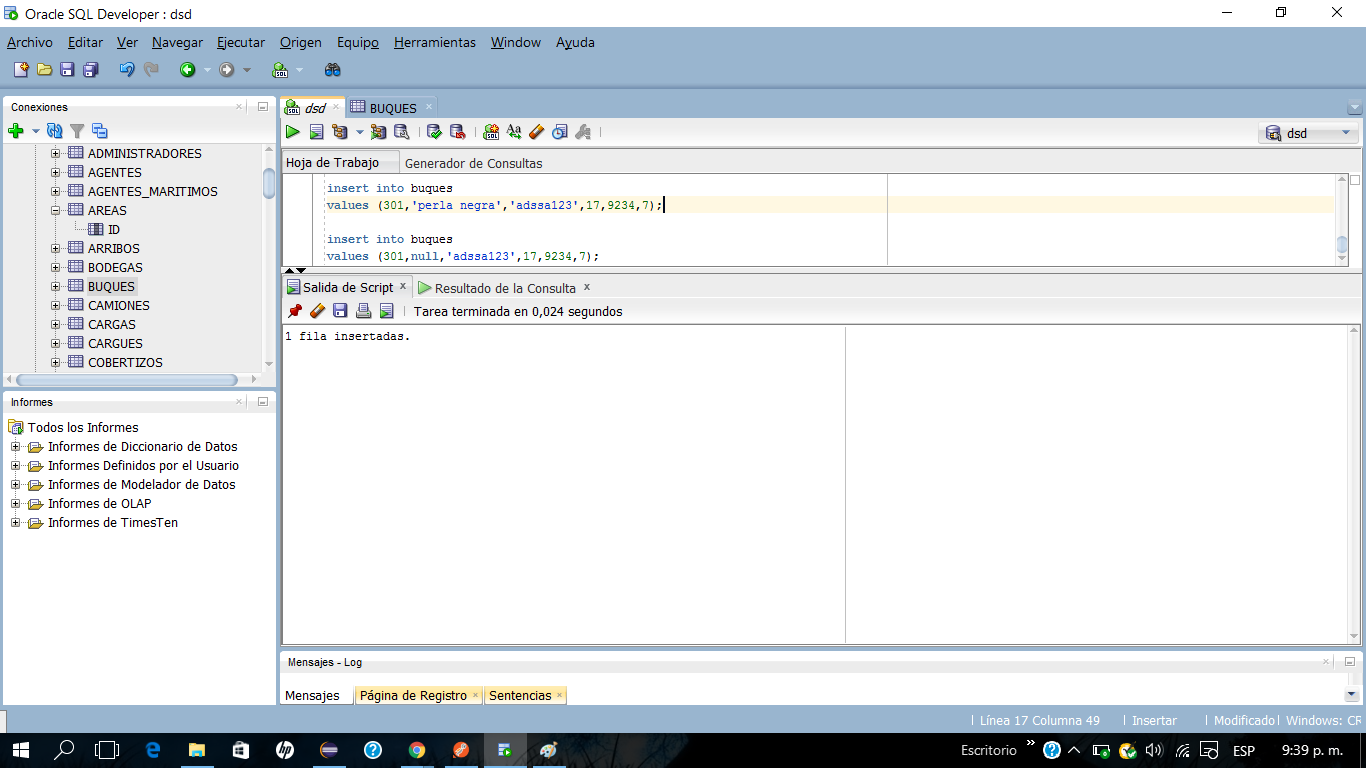 Oracle SQL Developer : dsd
Archivo Editar Ver Navegar Ejecutar Origen Equipo Herramientas Window Ayuda
Conexiones
ADMINISTRADORES
AGENTES
AGENTES_MARITIMOS
AREAS
ID
ARRIBOS
BODEGAS
BUQUES
CAMIONES
CARGAS
CARGUES
COBERTIZOS
Informes
Todos los Informes
Informes de Diccionario de Datos
Informes Definidos por el Usuario
Informes de Modelador de Datos
Informes de OLAP
Informes de TimesTen
dsd BUQUES
dsd
Hoja de Trabajo Generador de Consultas
insert into buques
values (301,'perla negra','adssa123',17,9234,7);
insert into buques
values (301,null,'adssa123',17,9234,7);
Salida de Script x Resultado de la Consulta x
Tarea terminada en 0,024 segundos
1 fila insertadas.
Mensajes - Log
Mensajes Página de Registro Sentencias
Línea 17 Columna 49 Insertar Modificado Windows: CR
Escritorio ESP 9:39 p. m.